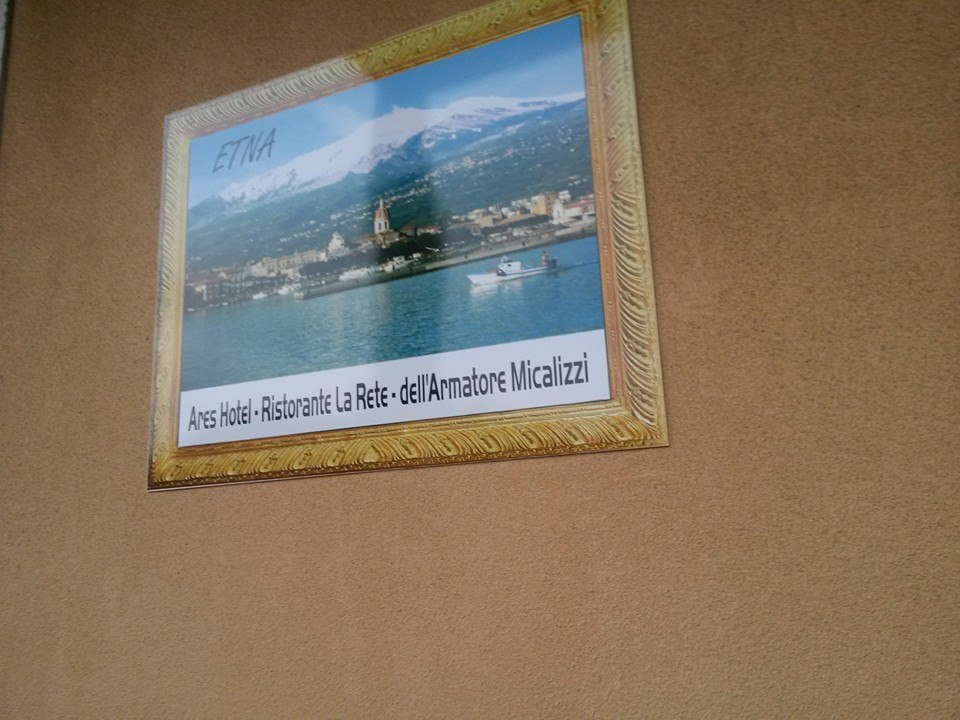 ETNA
Ares Hotel - Ristorante La Rete - dell'Armatore Micalizzi